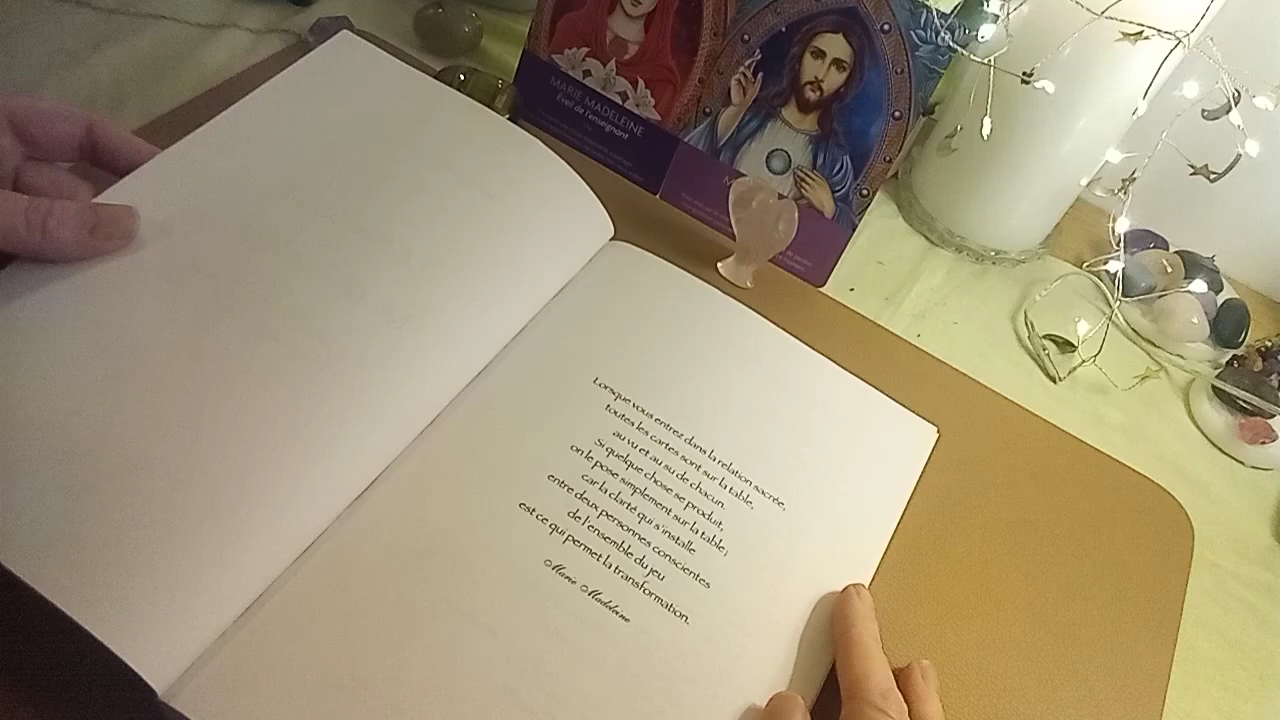 MARIE MADELEINE
Éveil de l'enseignant
Lorsque vous entrez dans la relation sacrée,
toutes les cartes sont sur la table,
au vu et au su de chacun.
Si quelque chose se produit,
on le pose simplement sur la table;
car la clarté qui s'installe
entre deux personnes conscientes
de l'ensemble du jeu
est ce qui permet la transformation.
Marie Madeleine